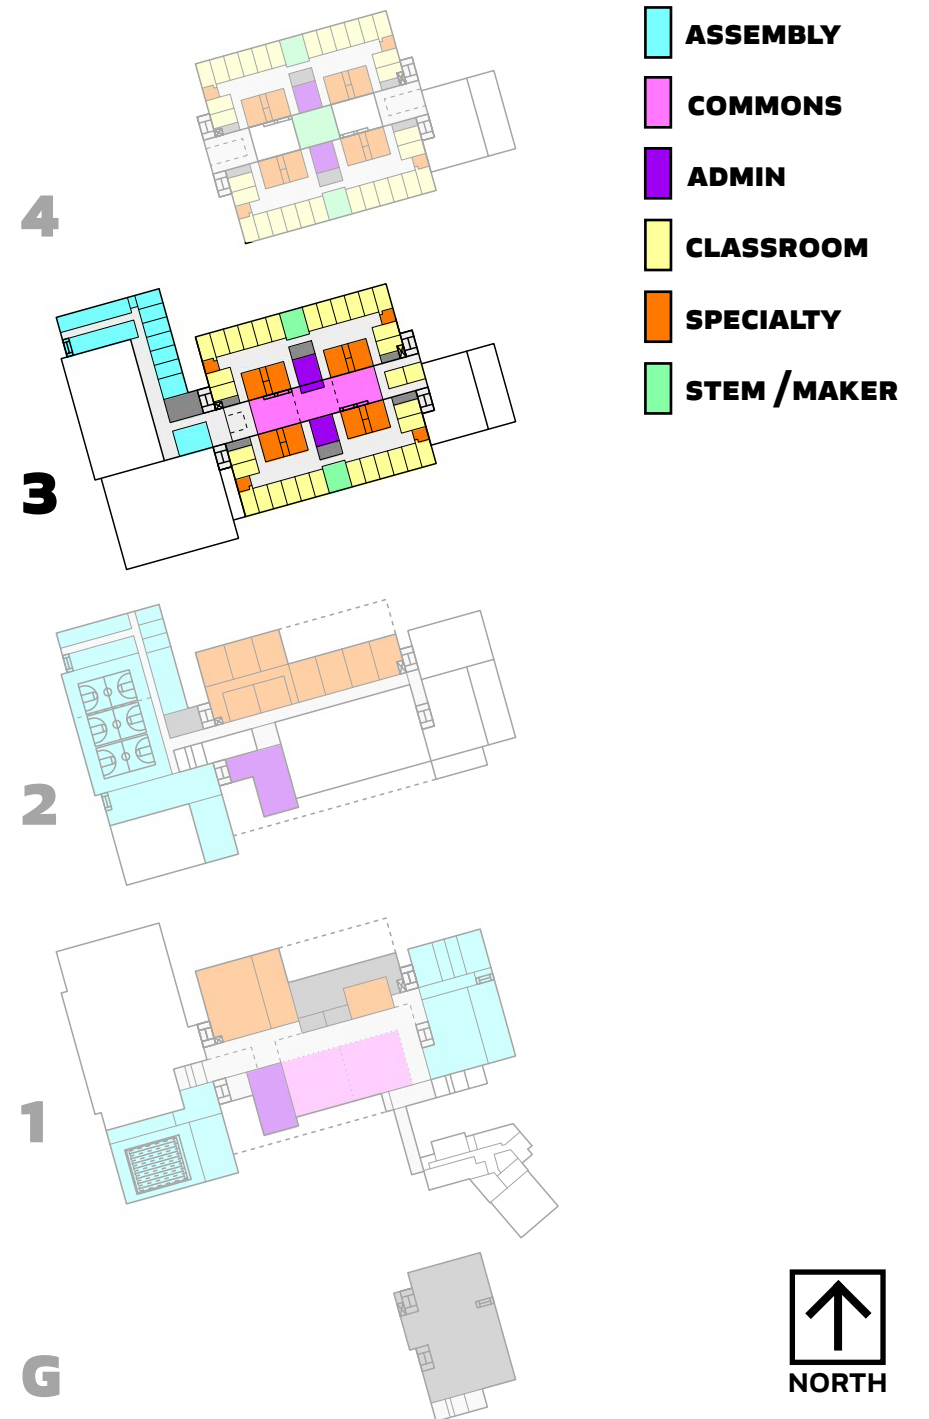 ASSEMBLY
COMMONS
ADMIN
CLASSROOM
SPECIALTY
STEM /MAKER
4
3
2
1
G
NORTH